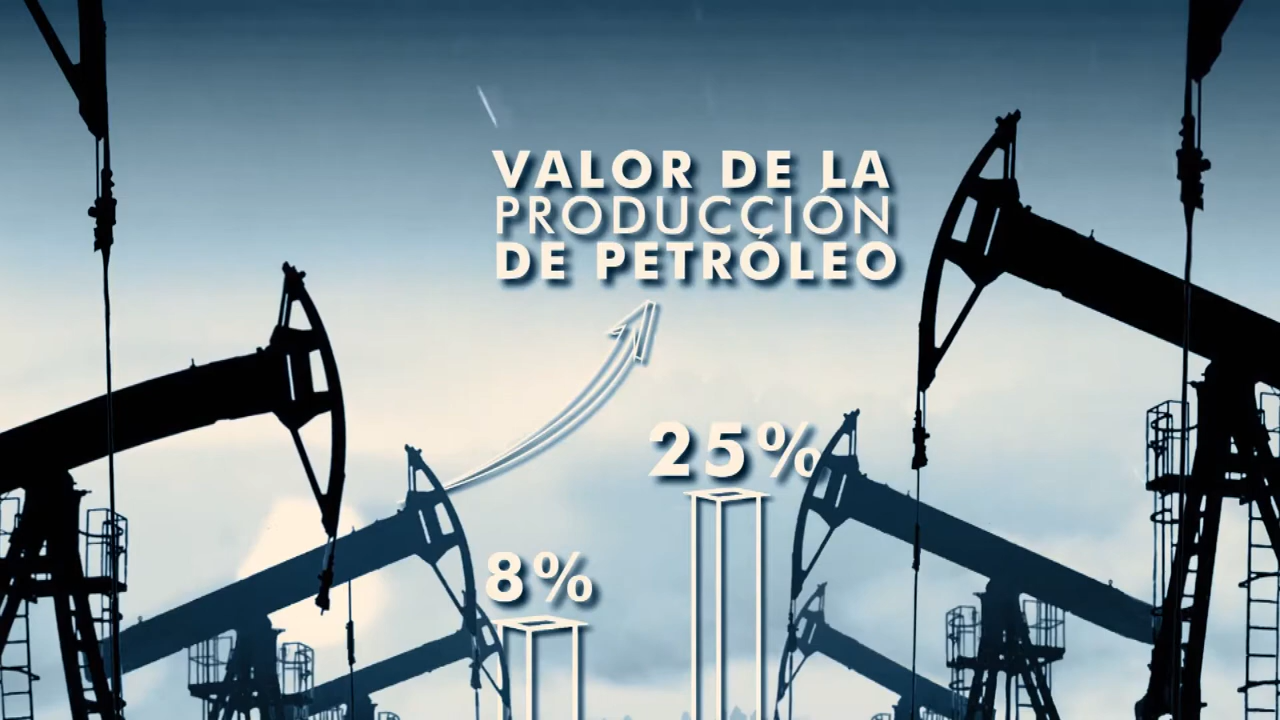 VALOR DE LA
PRODUCCIÓN
DE PETRÓLEO
25%
8%